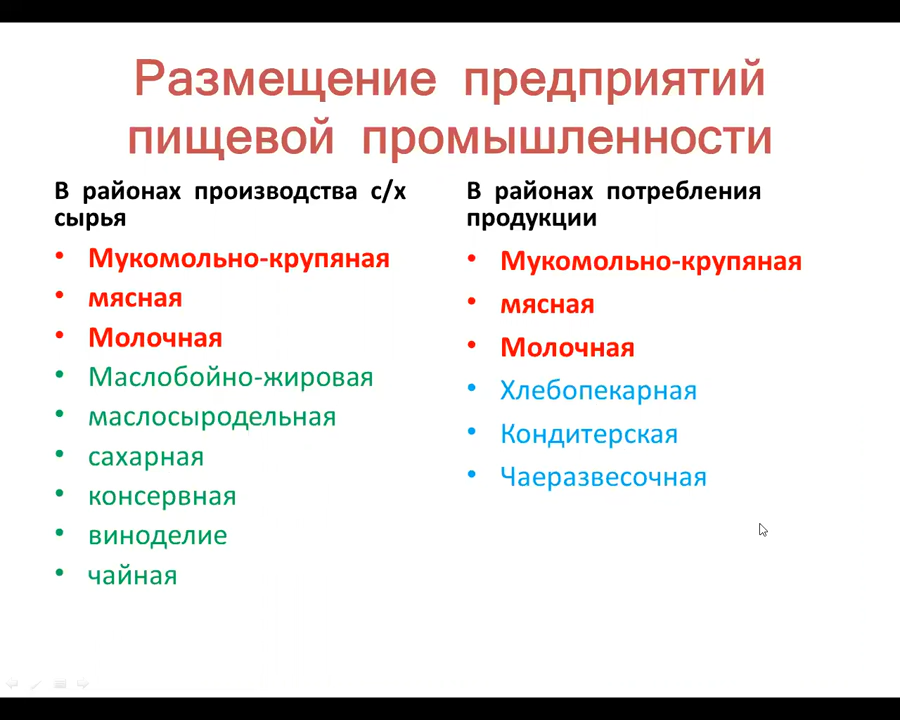 Размещение предприятий
пищевой промышленности
В районах производства с/х
сырья
• Мукомольно-крупяная
• мясная
• Молочная
• Маслобойно-жировая
• маслосыродельная
• сахарная
• консервная
• виноделие
• чайная
В районах потребления
продукции
• Мукомольно-крупяная
• мясная
• Молочная
• Хлебопекарная
• Кондитерская
• Чаеразвесочная